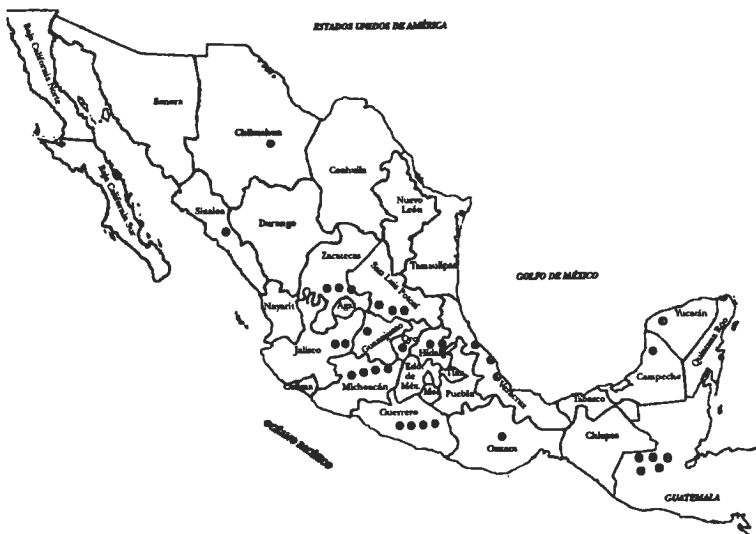 ESTADOS UNIDOS DE AMÉRICA
Baja California Norte
Sonora
Chihuahua
Coahuila
Baja California Sur
Sinaloa
Durango
Nuevo
León
Zacatecas
San Luis Potosí
Tamaulipas
GOLFO DE MÉXICO
Nayarit
Ags.
Yucatán
Quintana Roo
Jalisco
Guanajuato
Qro.
Hidalgo
Campeche
Colima
Michoacán
Edo.
de
Méx.
Tlax.
Mor.
Puebla
Veracruz
Tabasco
Guerrero
Oaxaca
Chiapas
OCÉANO PACÍFICO
GUATEMALA